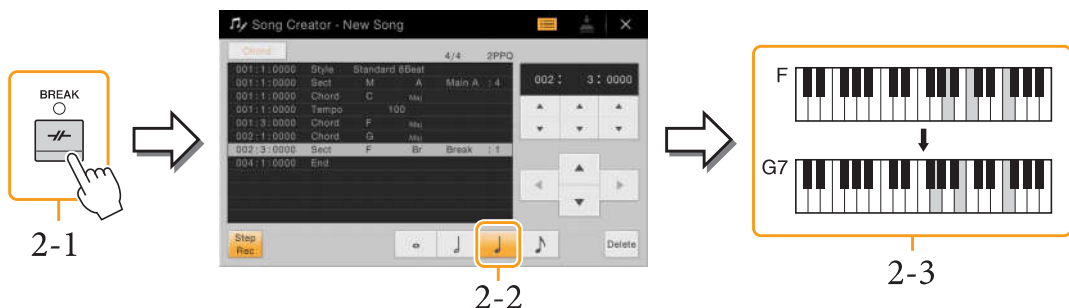 Song Creator - New Song
Chord
4/4 2PPQ
001:1:0000 Style Standard 8Beat
001:1:0000 Sect M A Main A : 4
001:1:0000 Chord C Maj
001:1:0000 Tempo 100
001:3:0000 Chord F Maj
002:1:0000 Chord G Maj
002:3:0000 Sect F Br Break : 1
004:1:0000 End
002 : 3 : 0000
Step
Rec
Delete
BREAK
2-1
2-2
F
G7
2-3